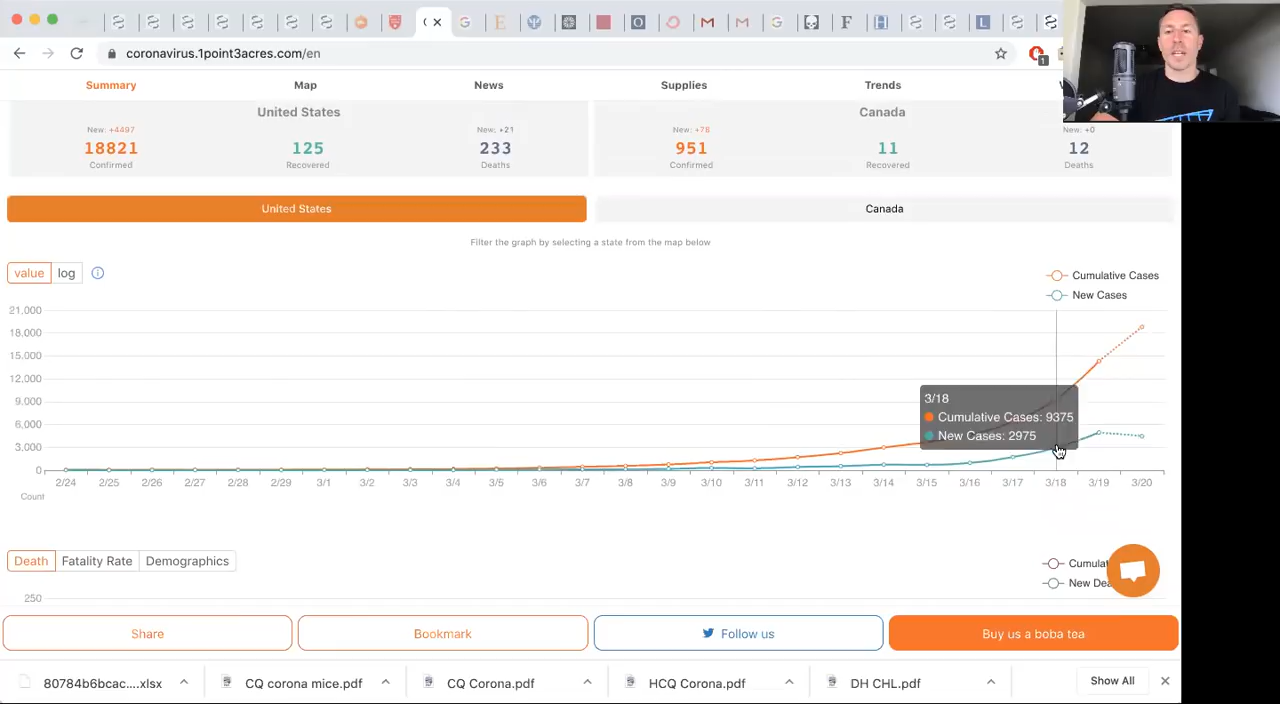 coronavirus.1point3acres.com/en
1
Summary
Map
News
Supplies
Trends
United States
Canada
New: +4497
New: +21
New: +78
New: +0
18821
125
233
951
11
12
Confirmed
Recovered
Deaths
Confirmed
Recovered
Deaths
United States
Canada
Filter the graph by selecting a state from the map below
value
log
Cumulative Cases
New Cases
21,000
18,000
15,000
12,000
9,000
6,000
3,000
0
3/18
Cumulative Cases: 9375
New Cases: 2975
2/24 2/25 2/26 2/27 2/28 2/29 3/1 3/2 3/3 3/4 3/5 3/6 3/7 3/8 3/9 3/10 3/11 3/12 3/13 3/14 3/15 3/16 3/17 3/18 3/19 3/20
Count
Death
Fatality Rate
Demographics
Cumula
New De
250
Share
Bookmark
Follow us
Buy us a boba tea
80784b6bcac....xlsx
CQ corona mice.pdf
CQ Corona.pdf
HCQ Corona.pdf
DH CHL.pdf
Show All